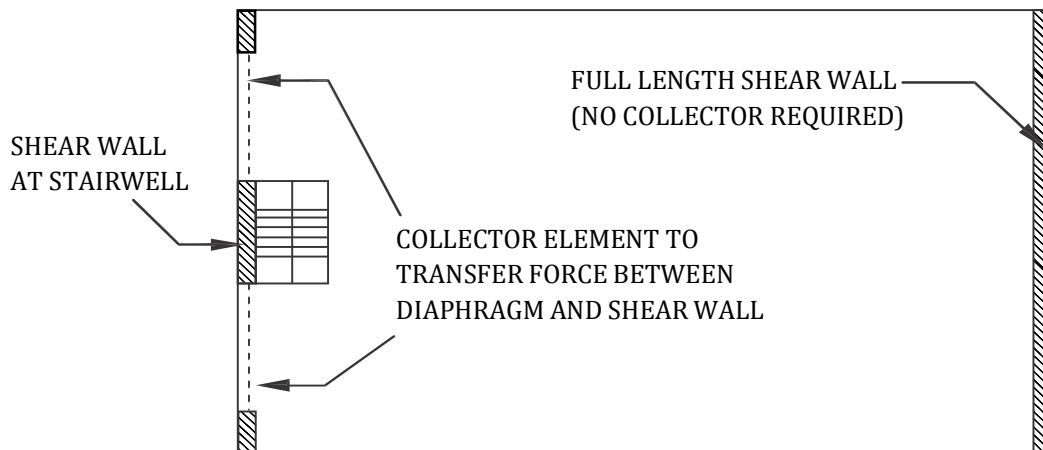 FULL LENGTH SHEAR WALL
(NO COLLECTOR REQUIRED)
SHEAR WALL
AT STAIRWELL
COLLECTOR ELEMENT TO
TRANSFER FORCE BETWEEN
DIAPHRAGM AND SHEAR WALL